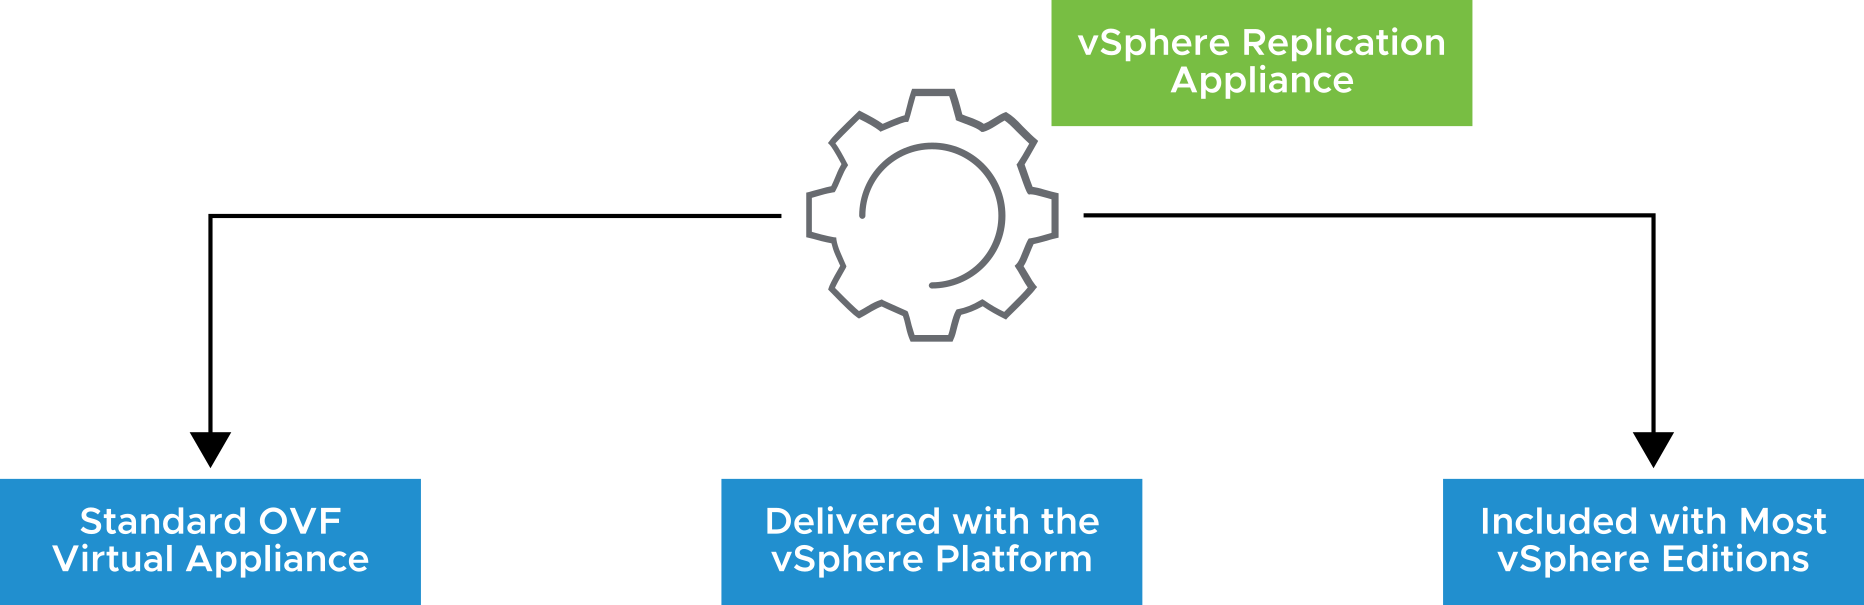 vSphere Replication
Appliance
Standard OVF
Virtual Appliance
Delivered with the
vSphere Platform
Included with Most
vSphere Editions